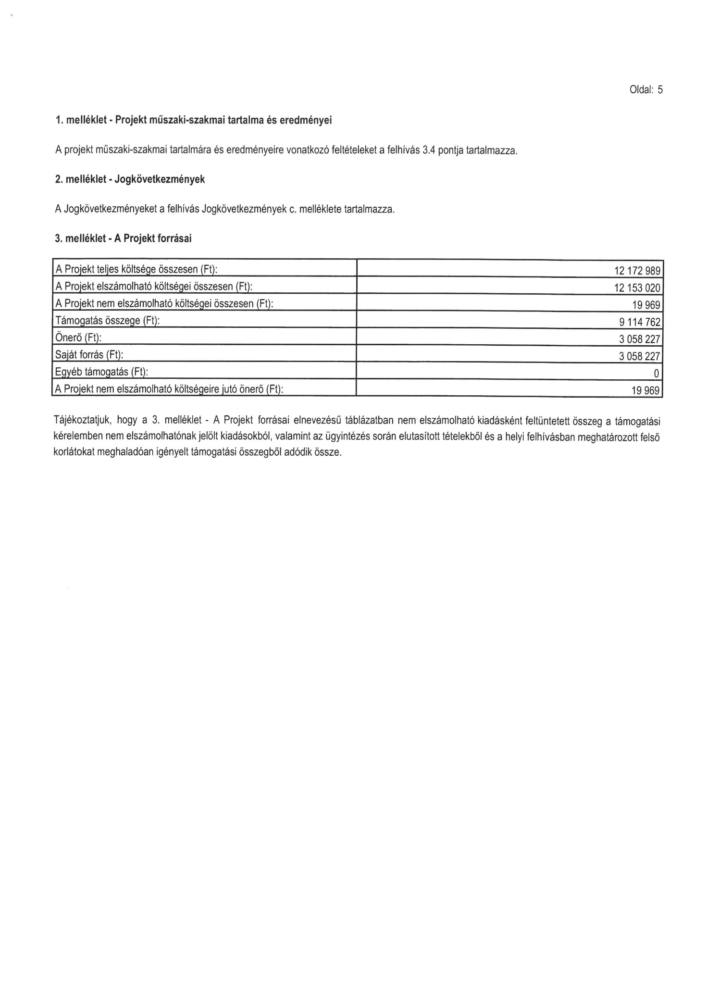 Oldal: 5
1. melléklet - Projekt műszaki-szakmai tartalma és eredményei
A projekt műszaki-szakmai tartalmára és eredményeire vonatkozó feltételeket a felhívás 3.4 pontja tartalmazza.
2. melléklet - Jogkövetkezmények
A Jogkövetkezményeket a felhívás Jogkövetkezmények c. melléklete tartalmazza.
3. melléklet - A Projekt forrásai
A Projekt teljes költsége összesen (Ft): 12 172 989
A Projekt elszámolható költségei összesen (Ft): 12 153 020
A Projekt nem elszámolható költségei összesen (Ft): 19 969
Támogatás összege (Ft): 9 114 762
Önerő (Ft): 3 058 227
Saját forrás (Ft): 3 058 227
Egyéb támogatás (Ft): 0
A Projekt nem elszámolható költségeire jutó önerő (Ft): 19 969
Tájékoztatjuk, hogy a 3. melléklet - A Projekt forrásai elnevezésű táblázatban nem elszámolható kiadásként feltüntetett összeg a támogatási
kérelemben nem elszámolhatónak jelölt kiadásokból, valamint az ügyintézés során elutasított tételekből és a helyi felhívásban meghatározott felső
korlátokat meghaladóan igényelt támogatási összegből adódik össze.